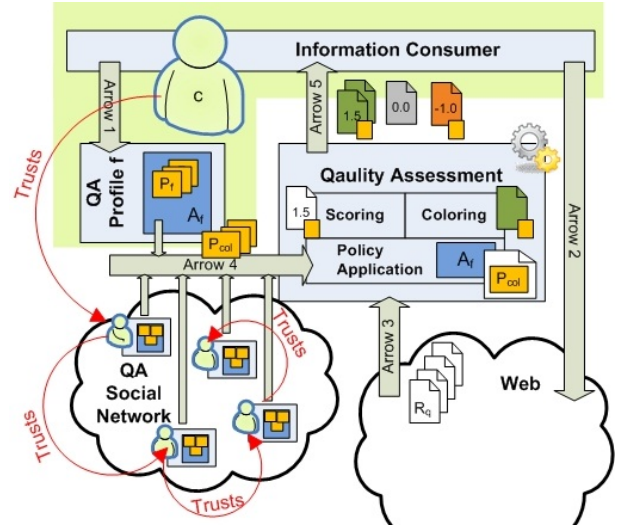 Information Consumer
C
Arrow 1
Arrow 5
1.5
0.0
-1.0
Trusts
QA
Profile f
Pf
Af
Pcol
Qaulity Assessment
1.5
Scoring
Coloring
Policy
Application
Af
Pcol
Arrow 2
Arrow 4
Arrow 3
QA
Social
Network
Trusts
Trusts
Trusts
Web
Rq